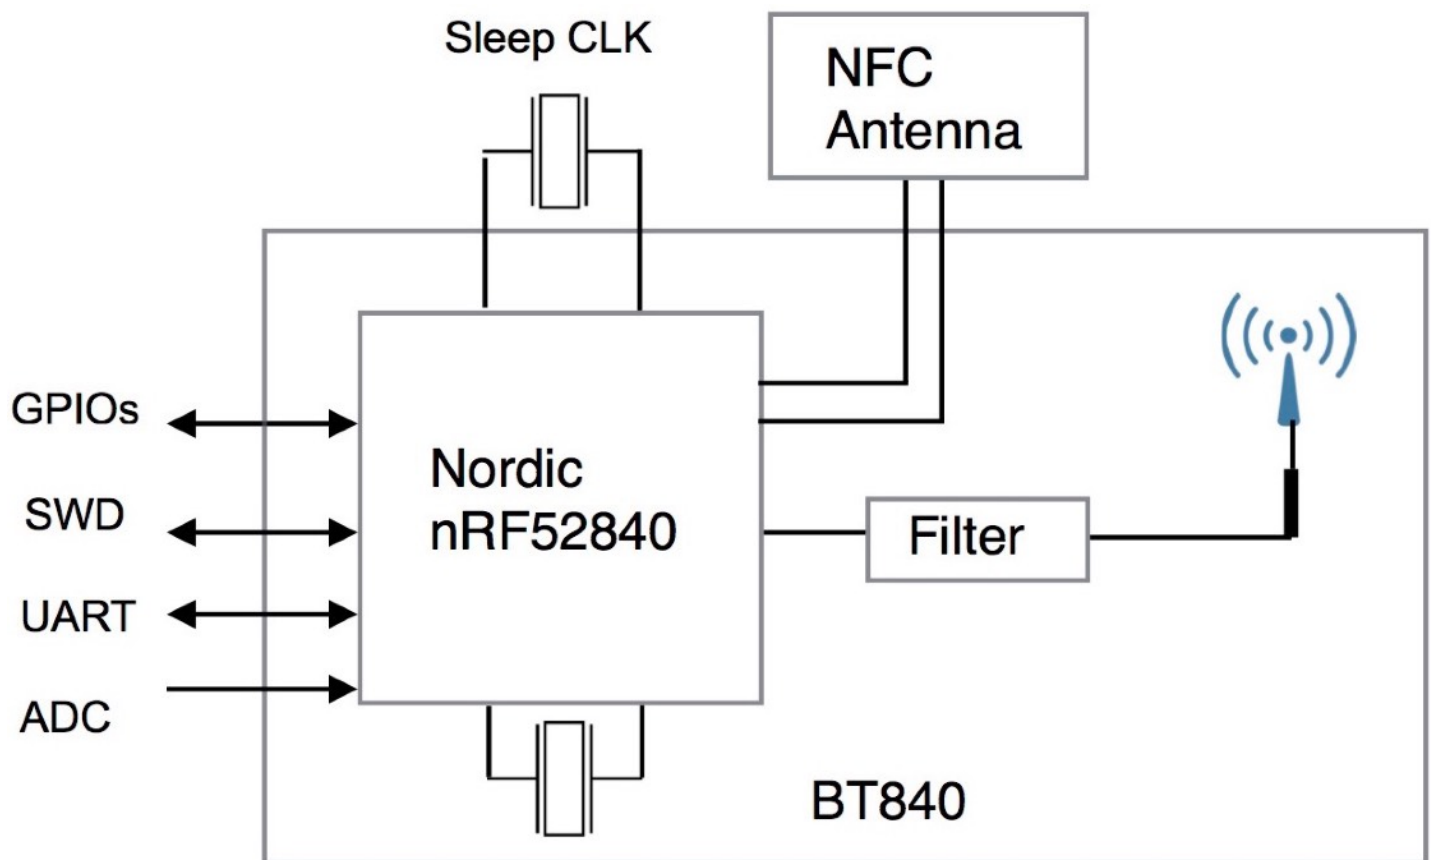 Sleep CLK
NFC
Antenna
GPIOs
SWD
UART
ADC
Nordic
nRF52840
Filter
BT840